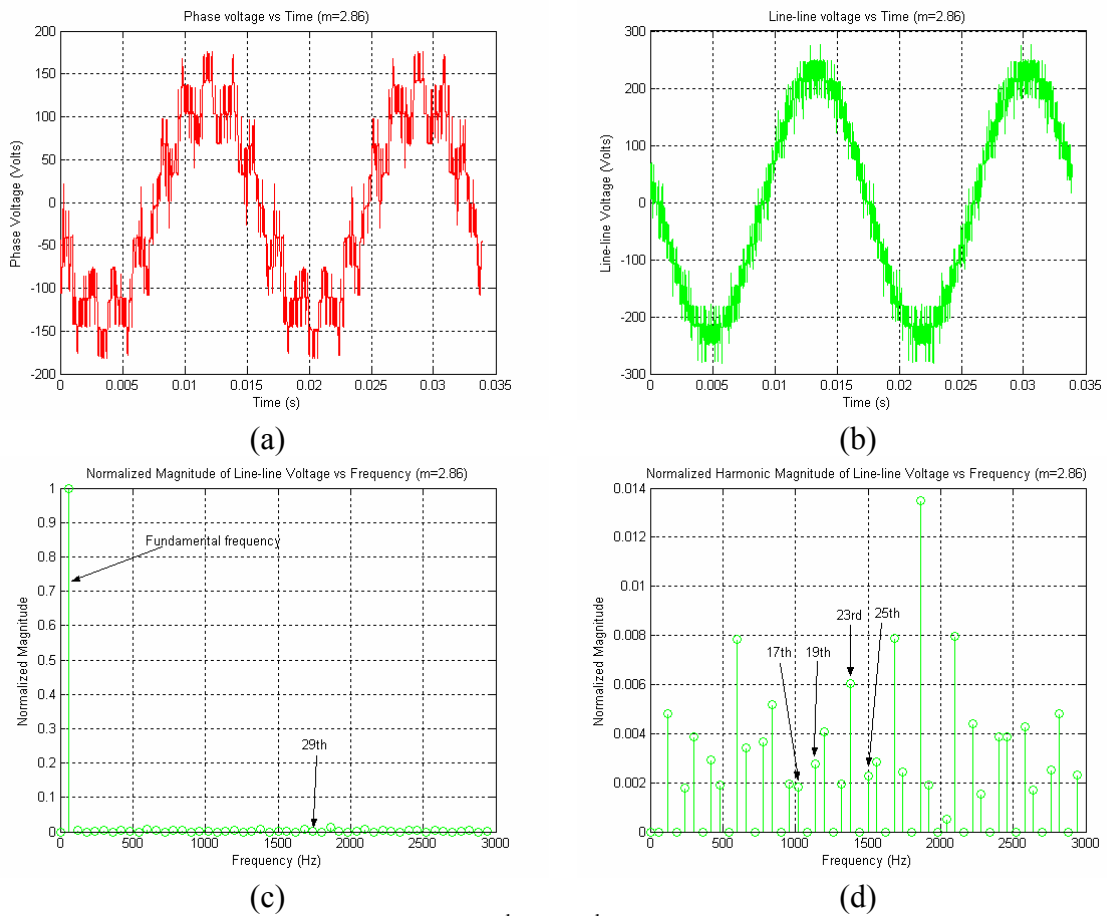 Phase voltage vs Time (m=2.86)
200
150
100
50
0
-50
-100
-150
-200
Phase Voltage (Volts)
0
0.005
0.01
0.015
0.02
0.025
0.03
0.035
Time (s)
(a)
Line-line voltage vs Time (m=2.86)
300
200
100
0
-100
-200
-300
Line-line Voltage (Volts)
0
0.005
0.01
0.015
0.02
0.025
0.03
0.035
Time (s)
(b)
Normalized Magnitude of Line-line Voltage vs Frequency (m=2.86)
1
0.9
0.8
0.7
0.6
0.5
0.4
0.3
0.2
0.1
0
Normalized Magnitude
Fundamental frequency
29th
0
500
1000
1500
2000
2500
3000
Frequency (Hz)
(c)
Normalized Harmonic Magnitude of Line-line Voltage vs Frequency (m=2.86)
0.014
0.012
0.01
0.008
0.006
0.004
0.002
0
Normalized Magnitude
17th
19th
23rd
25th
0
500
1000
1500
2000
2500
3000
Frequency (Hz)
(d)